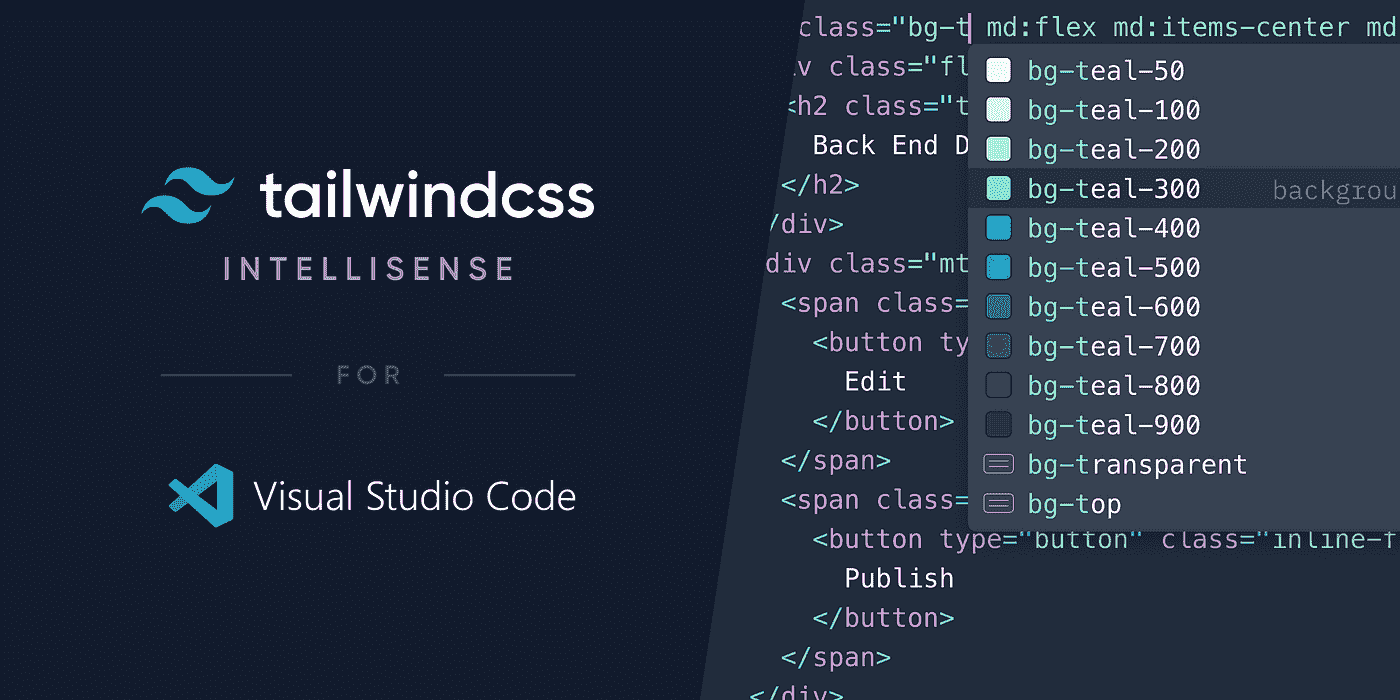 tailwindcss
INTELLISENSE
FOR
Visual Studio Code
class="bg-t md:flex md:items-center md
v class="fl
<h2 class="t
Back End D
</h2>
/div>
div class="mt
<span class=
<button ty
Edit
</button>
</span>
<span class=
<button type="button" class="inline-f
Publish
</button>
</span>
</div>
bg-teal-50
bg-teal-100
bg-teal-200
bg-teal-300 backgrou
bg-teal-400
bg-teal-500
bg-teal-600
bg-teal-700
bg-teal-800
bg-teal-900
bg-transparent
bg-top